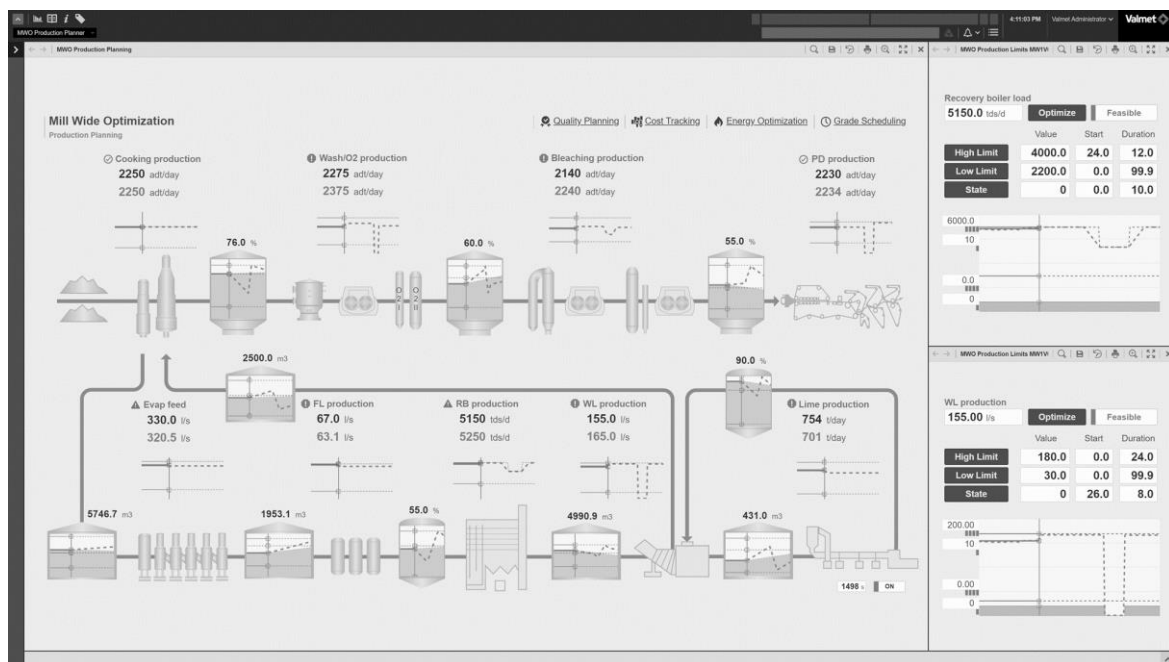 4:11:03 PM Valmet Administrator Valmet
MWO Production Planner
MWO Production Planning
Mill Wide Optimization
Production Planning
Quality Planning Cost Tracking Energy Optimization Grade Scheduling
Cooking production
2250 adt/day
2250 adt/day
Wash/O2 production
2275 adt/day
2375 adt/day
Bleaching production
2140 adt/day
2240 adt/day
PD production
2230 adt/day
2234 adt/day
76.0 %
60.0 %
55.0 %
O2 I
O2 II
2500.0 m3
90.0 %
Evap feed
330.0 l/s
320.5 l/s
FL production
67.0 l/s
63.1 l/s
RB production
5150 tds/d
5250 tds/d
WL production
155.0 l/s
165.0 l/s
Lime production
754 t/day
701 t/day
5746.7 m3
1953.1 m3
55.0 %
4990.9 m3
431.0 m3
1498 s ON
MWO Production Limits
Recovery boiler load
5150.0 tds/d Optimize Feasible
Value Start Duration
High Limit 4000.0 24.0 12.0
Low Limit 2200.0 0.0 99.9
State 0 0.0 10.0
6000.0
10
0.0
0
MWO Production Limits
WL production
155.00 l/s Optimize Feasible
Value Start Duration
High Limit 180.0 0.0 24.0
Low Limit 30.0 0.0 99.9
State 0 26.0 8.0
200.00
10
0.00
0